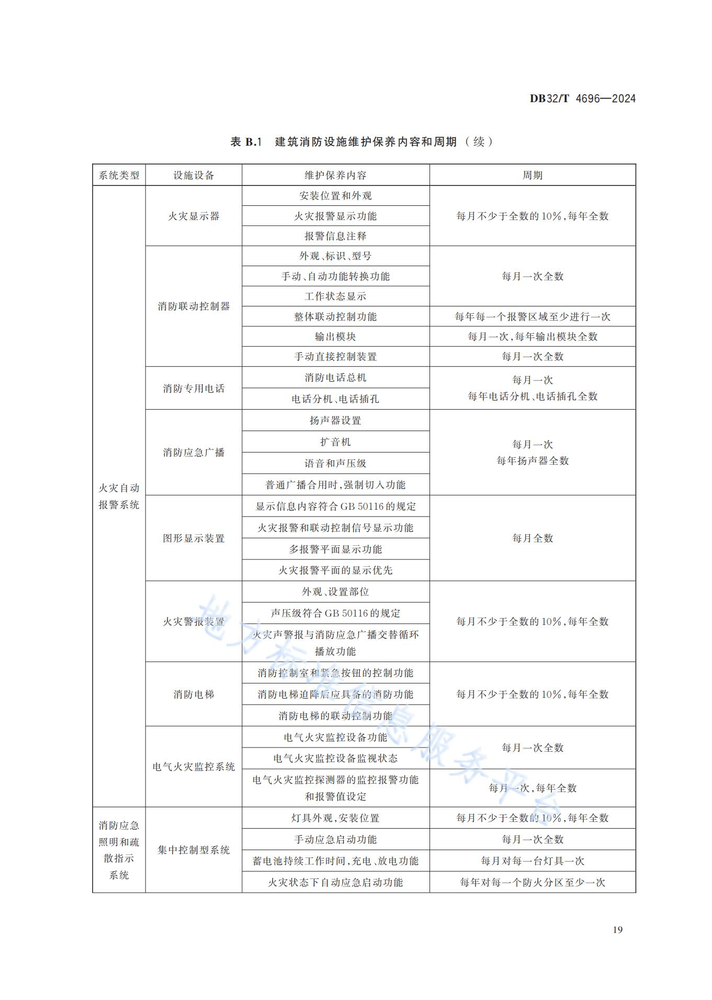 DB32/T 4696—2024
表 B.1 建筑消防设施维护保养内容和周期（续）
系统类型 设施设备 维护保养内容 周期
火灾自动
报警系统
火灾显示器
安装位置和外观
火灾报警显示功能
报警信息注释
每月不少于全数的10%,每年全数
消防联动控制器
外观、标识、型号
手动、自动功能转换功能
工作状态显示
每月一次全数
整体联动控制功能 每年每一个报警区域至少进行一次
输出模块 每月一次,每年输出模块全数
手动直接控制装置 每月一次全数
消防专用电话
消防电话总机
电话分机、电话插孔
每月一次
每年电话分机、电话插孔全数
消防应急广播
扬声器设置
扩音机
语音和声压级
普通广播合用时,强制切入功能
每月一次
每年扬声器全数
图形显示装置
显示信息内容符合GB 50116的规定
火灾报警和联动控制信号显示功能
多报警平面显示功能
火灾报警平面的显示优先
每月全数
火灾警报装置
外观、设置部位
声压级符合GB 50116的规定
火灾声警报与消防应急广播交替循环
播放功能
每月不少于全数的10%,每年全数
消防电梯
消防控制室和紧急按钮的控制功能
消防电梯迫降后应具备的消防功能
消防电梯的联动控制功能
每月不少于全数的10%,每年全数
电气火灾监控系统
电气火灾监控设备功能
电气火灾监控设备监视状态
每月一次全数
电气火灾监控探测器的监控报警功能
和报警值设定
每月一次,每年全数
消防应急
照明和疏
散指示
系统
集中控制型系统
灯具外观,安装位置 每月不少于全数的10%,每年全数
手动应急启动功能 每月一次全数
蓄电池持续工作时间,充电、放电功能 每月对每一台灯具一次
火灾状态下自动应急启动功能 每年对每一个防火分区至少一次
地方标准信息服务平台
19